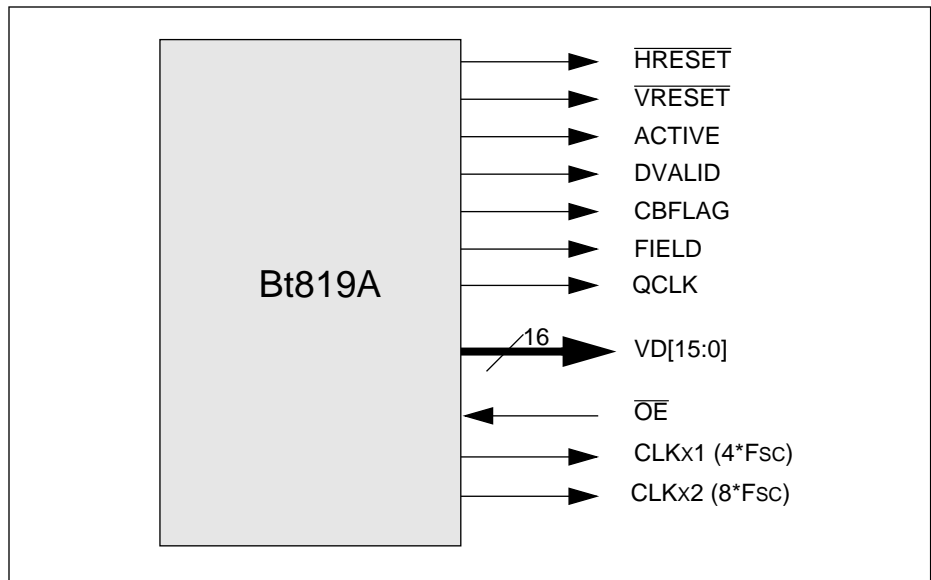 HRESET
VRESET
ACTIVE
DVALID
CBFLAG
FIELD
Bt819A
QCLK
16
VD[15:0]
OE
CLKx1 (4*Fsc)
CLKx2 (8*Fsc)